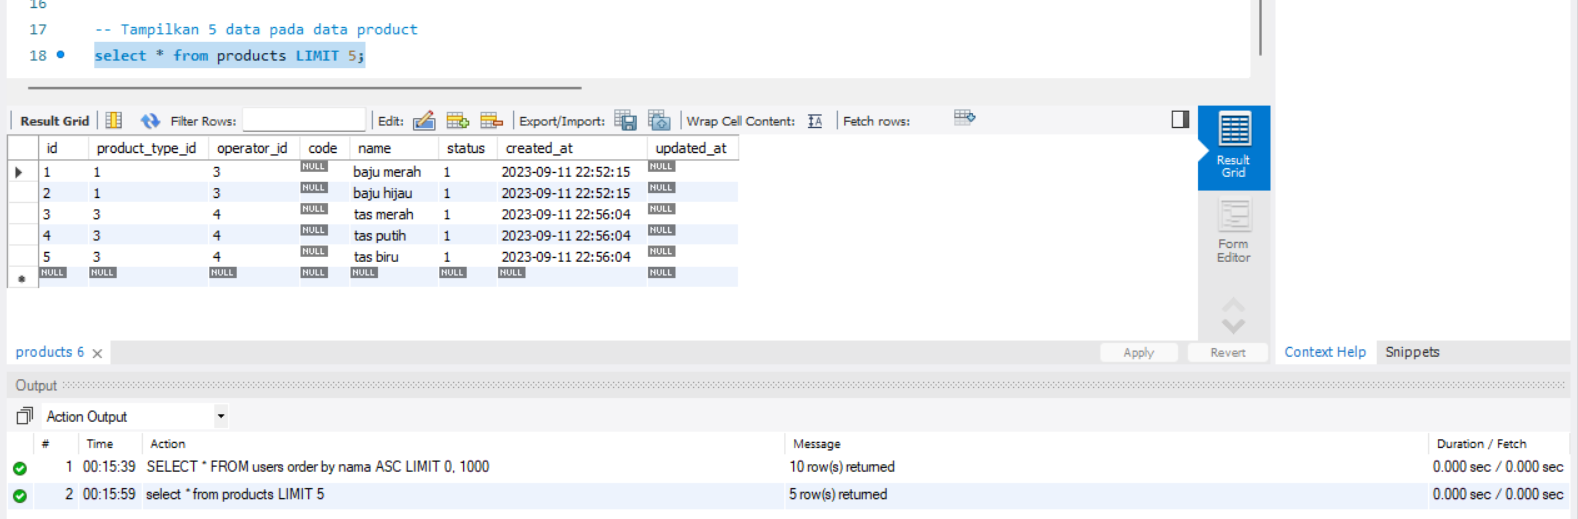 16
17 -- Tampilkan 5 data pada data product
18 select * from products LIMIT 5;
Result Grid Filter Rows: Edit: Export/Import: Wrap Cell Content: Fetch rows:
id product_type_id operator_id code name status created_at updated_at
1 1 3 NULL baju merah 1 2023-09-11 22:52:15 NULL
2 1 3 NULL baju hijau 1 2023-09-11 22:52:15 NULL
3 3 4 NULL tas merah 1 2023-09-11 22:56:04 NULL
4 3 4 NULL tas putih 1 2023-09-11 22:56:04 NULL
5 3 4 NULL tas biru 1 2023-09-11 22:56:04 NULL
NULL NULL NULL NULL NULL NULL NULL NULL
Result
Grid
Form
Editor
products 6 Apply Revert Context Help Snippets
Output
Action Output
# Time Action Message Duration / Fetch
1 00:15:39 SELECT * FROM users order by nama ASC LIMIT 0, 1000 10 row(s) returned 0.000 sec / 0.000 sec
2 00:15:59 select * from products LIMIT 5 5 row(s) returned 0.000 sec / 0.000 sec